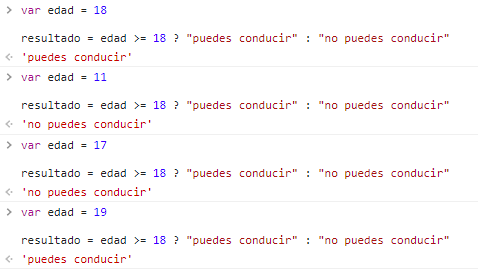 > var edad = 18
resultado = edad >= 18 ? "puedes conducir" : "no puedes conducir"
'puedes conducir'
> var edad = 11
resultado = edad >= 18 ? "puedes conducir" : "no puedes conducir"
'no puedes conducir'
> var edad = 17
resultado = edad >= 18 ? "puedes conducir" : "no puedes conducir"
'no puedes conducir'
> var edad = 19
resultado = edad >= 18 ? "puedes conducir" : "no puedes conducir"
'puedes conducir'